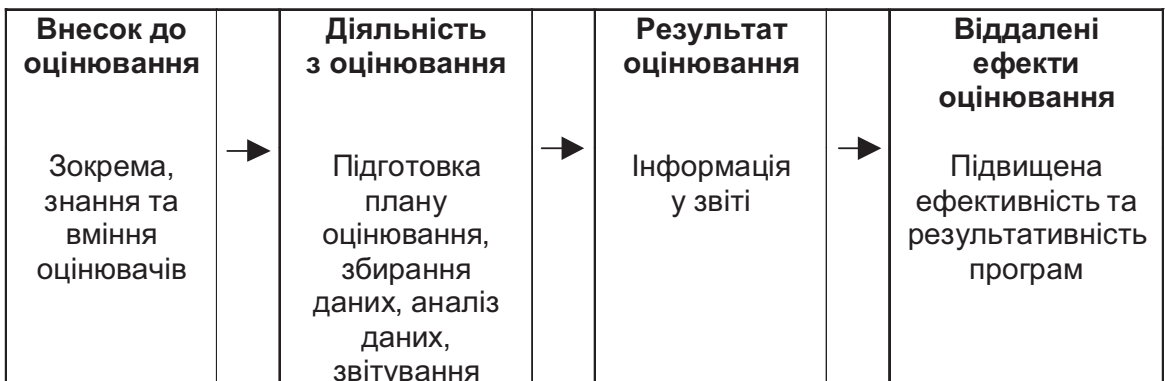 Внесок до
оцінювання
Зокрема,
знання та
вміння
оцінювачів
Діяльність
з оцінювання
Підготовка
плану
оцінювання,
збирання
даних, аналіз
даних,
звітування
Результат
оцінювання
Інформація
у звіті
Віддалені
ефекти
оцінювання
Підвищена
ефективність та
результативність
програм